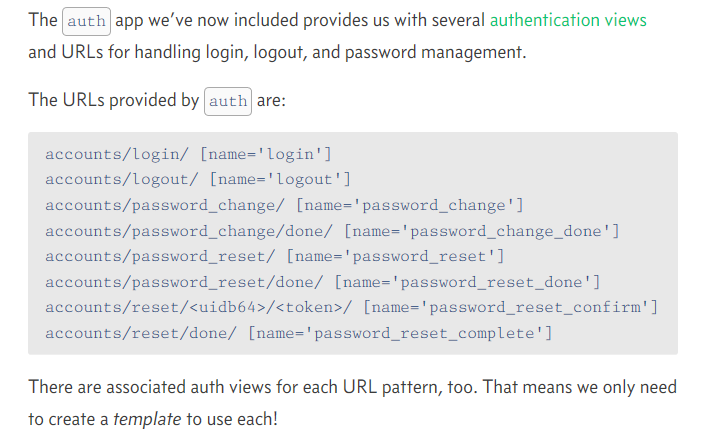 The auth app we've now included provides us with several authentication views
and URLs for handling login, logout, and password management.
The URLs provided by auth are:
accounts/login/ [name='login']
accounts/logout/ [name='logout']
accounts/password_change/ [name='password_change']
accounts/password_change/done/ [name='password_change_done']
accounts/password_reset/ [name='password_reset']
accounts/password_reset/done/ [name='password_reset_done']
accounts/reset/<uidb64>/<token>/ [name='password_reset_confirm']
accounts/reset/done/ [name='password_reset_complete']
There are associated auth views for each URL pattern, too. That means we only need
to create a template to use each!